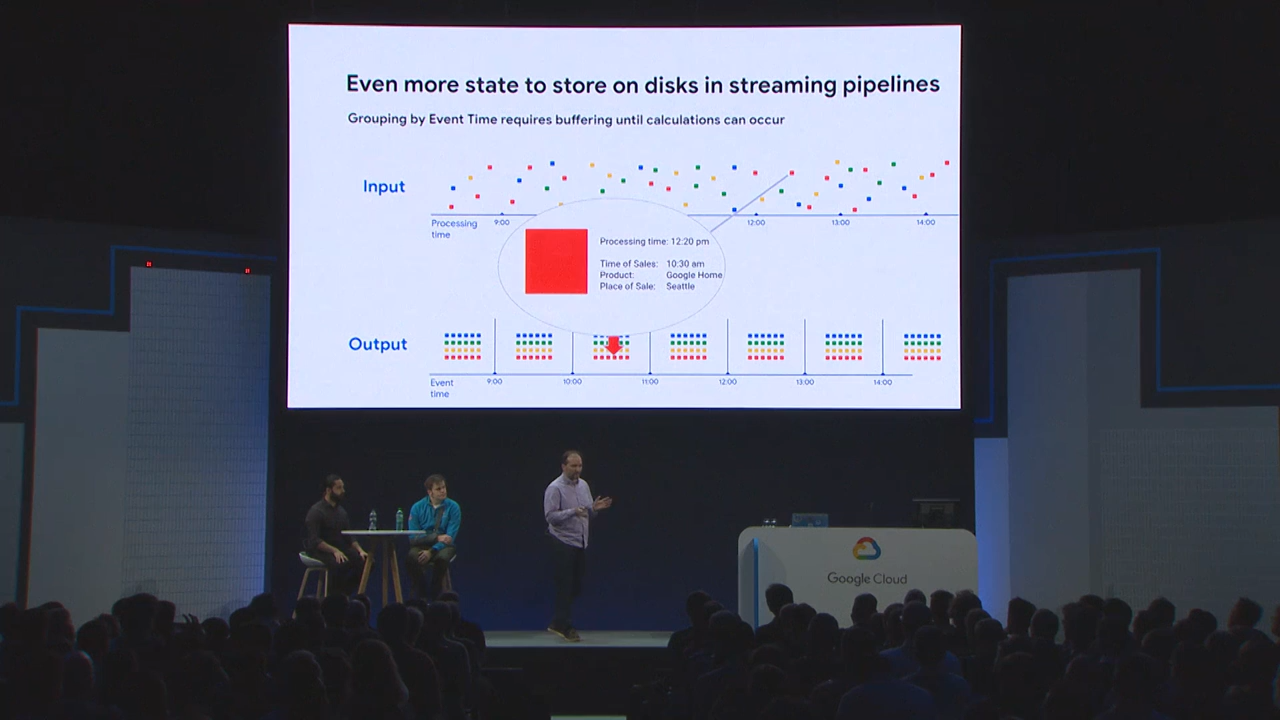 Even more state to store on disks in streaming pipelines
Grouping by Event Time requires buffering until calculations can occur
Input
Processing time
9:00
12:00
13:00
14:00
Processing time: 12:20 pm
Time of Sales: 10:30 am
Product: Google Home
Place of Sale: Seattle
Output
Event time
9:00
10:00
11:00
12:00
13:00
14:00
Google Cloud